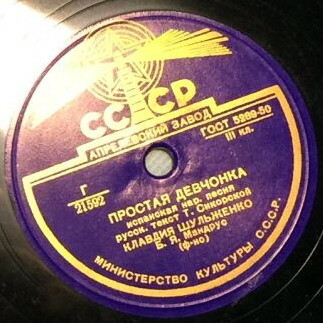 СССР
АПРЕЛЕВСКИЙ ЗАВОД
ГОСТ 5289-50
III кл.
Г
21592
ПРОСТАЯ ДЕВЧОНКА
испанская нар. песня
русск. текст Т. Сикорской
КЛАВДИЯ ШУЛЬЖЕНКО
Б. Я. Мандрус
(ф-но)
МИНИСТЕРСТВО КУЛЬТУРЫ С.С.С.Р.